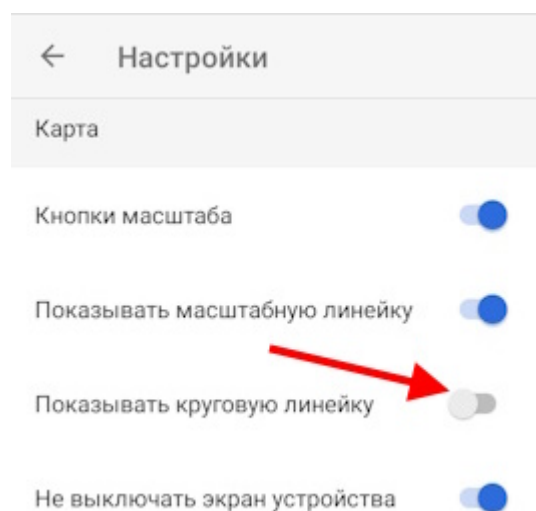 Настройки
Карта
Кнопки масштаба
Показывать масштабную линейку
Показывать круговую линейку
Не выключать экран устройства